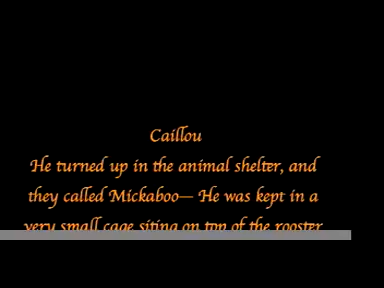 Caillou
He turned up in the animal shelter, and
they called Mickaboo— He was kept in a
very small cage siting on top of the rooster